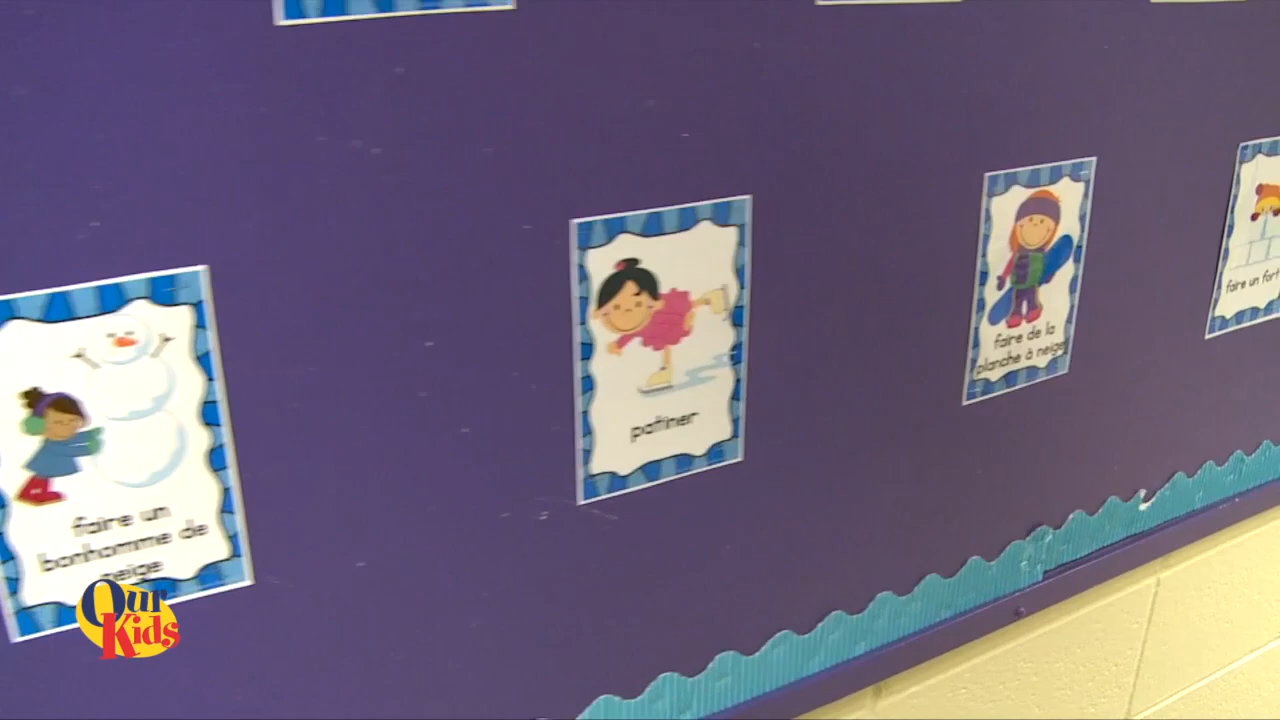 faire un
bonhomme de
neige
patiner
faire de la
planche à neige
faire un fort
Our
Kids